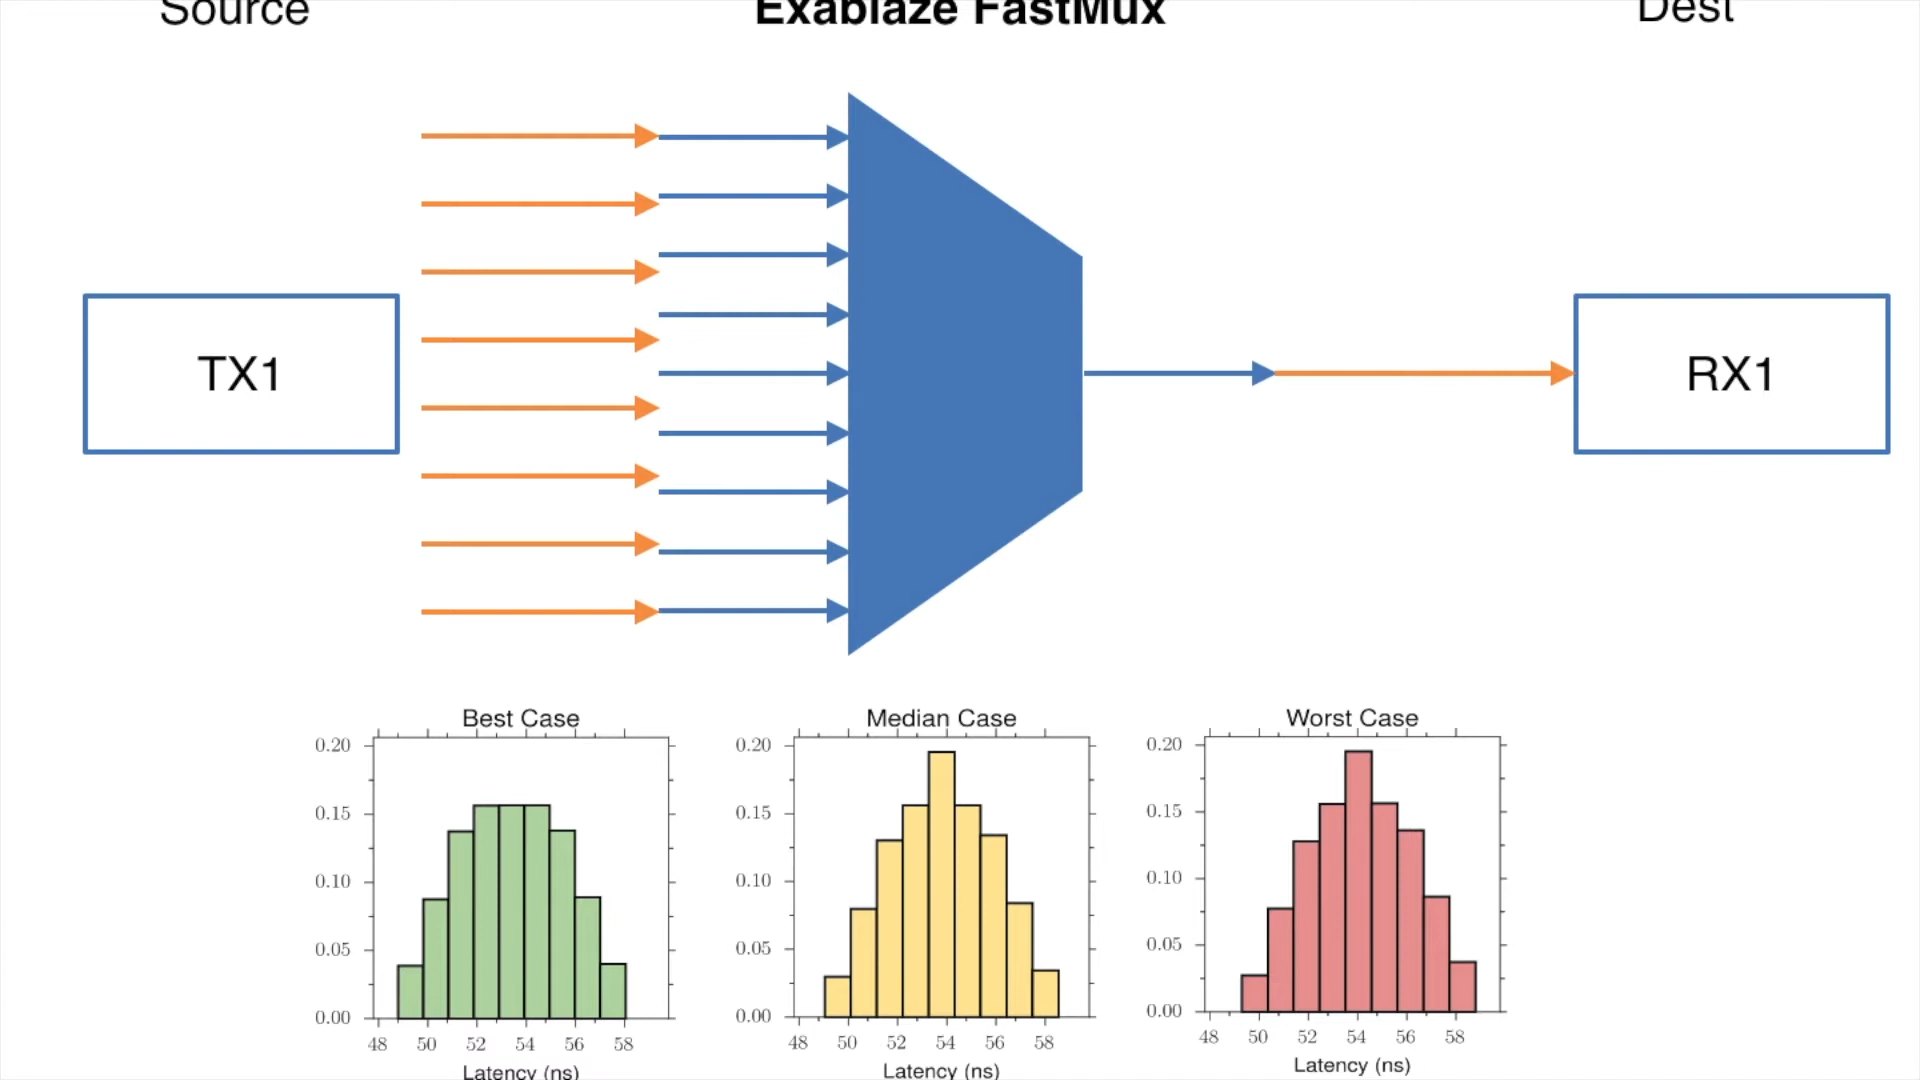 Source
Exablaze FastMux
Dest
TX1
RX1
Best Case
0.20
0.15
0.10
0.05
0.00
48 50 52 54 56 58
Latency (ns)
Median Case
0.20
0.15
0.10
0.05
0.00
48 50 52 54 56 58
Latency (ns)
Worst Case
0.20
0.15
0.10
0.05
0.00
48 50 52 54 56 58
Latency (ns)